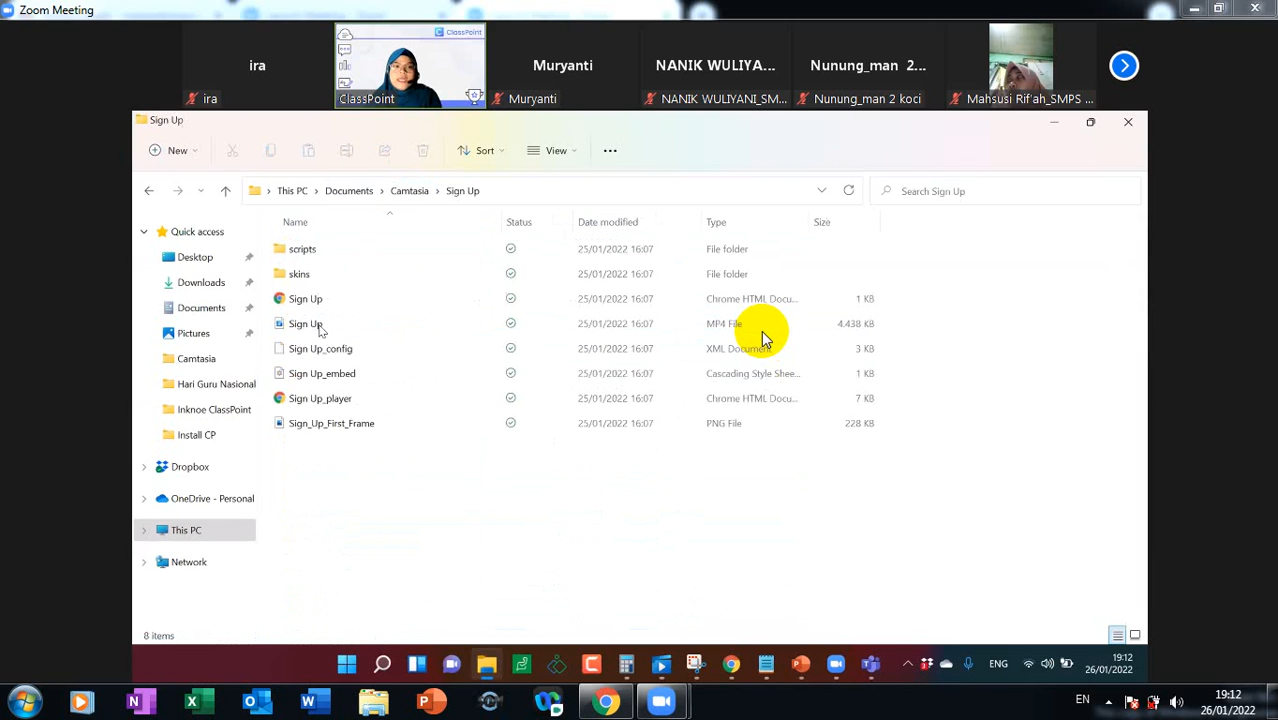 Zoom Meeting
ira
ClassPoint
Muryanti
NANIK WULIYA...
Nunung_man 2...
ira
ClassPoint
Muryanti
NANIK WULIYANI_SM...
Nunung_man 2 koci
Mahsusi Rif'ah_SMPS ...
Sign Up
New
Sort
View
This PC > Documents > Camtasia > Sign Up
Search Sign Up
Name Status Date modified Type Size
Quick access
Desktop
Downloads
Documents
Pictures
Camtasia
Hari Guru Nasional
Inknoe ClassPoint
Install CP
Dropbox
OneDrive - Personal
This PC
Network
scripts 25/01/2022 16:07 File folder
skins 25/01/2022 16:07 File folder
Sign Up 25/01/2022 16:07 Chrome HTML Docu... 1 KB
Sign Up 25/01/2022 16:07 MP4 File 4.438 KB
Sign Up_config 25/01/2022 16:07 XML Document 3 KB
Sign Up_embed 25/01/2022 16:07 Cascading Style Shee... 1 KB
Sign Up_player 25/01/2022 16:07 Chrome HTML Docu... 7 KB
Sign_Up_First_Frame 25/01/2022 16:07 PNG File 228 KB
8 items
ENG
19:12
26/01/2022
EN
19:12
26/01/2022